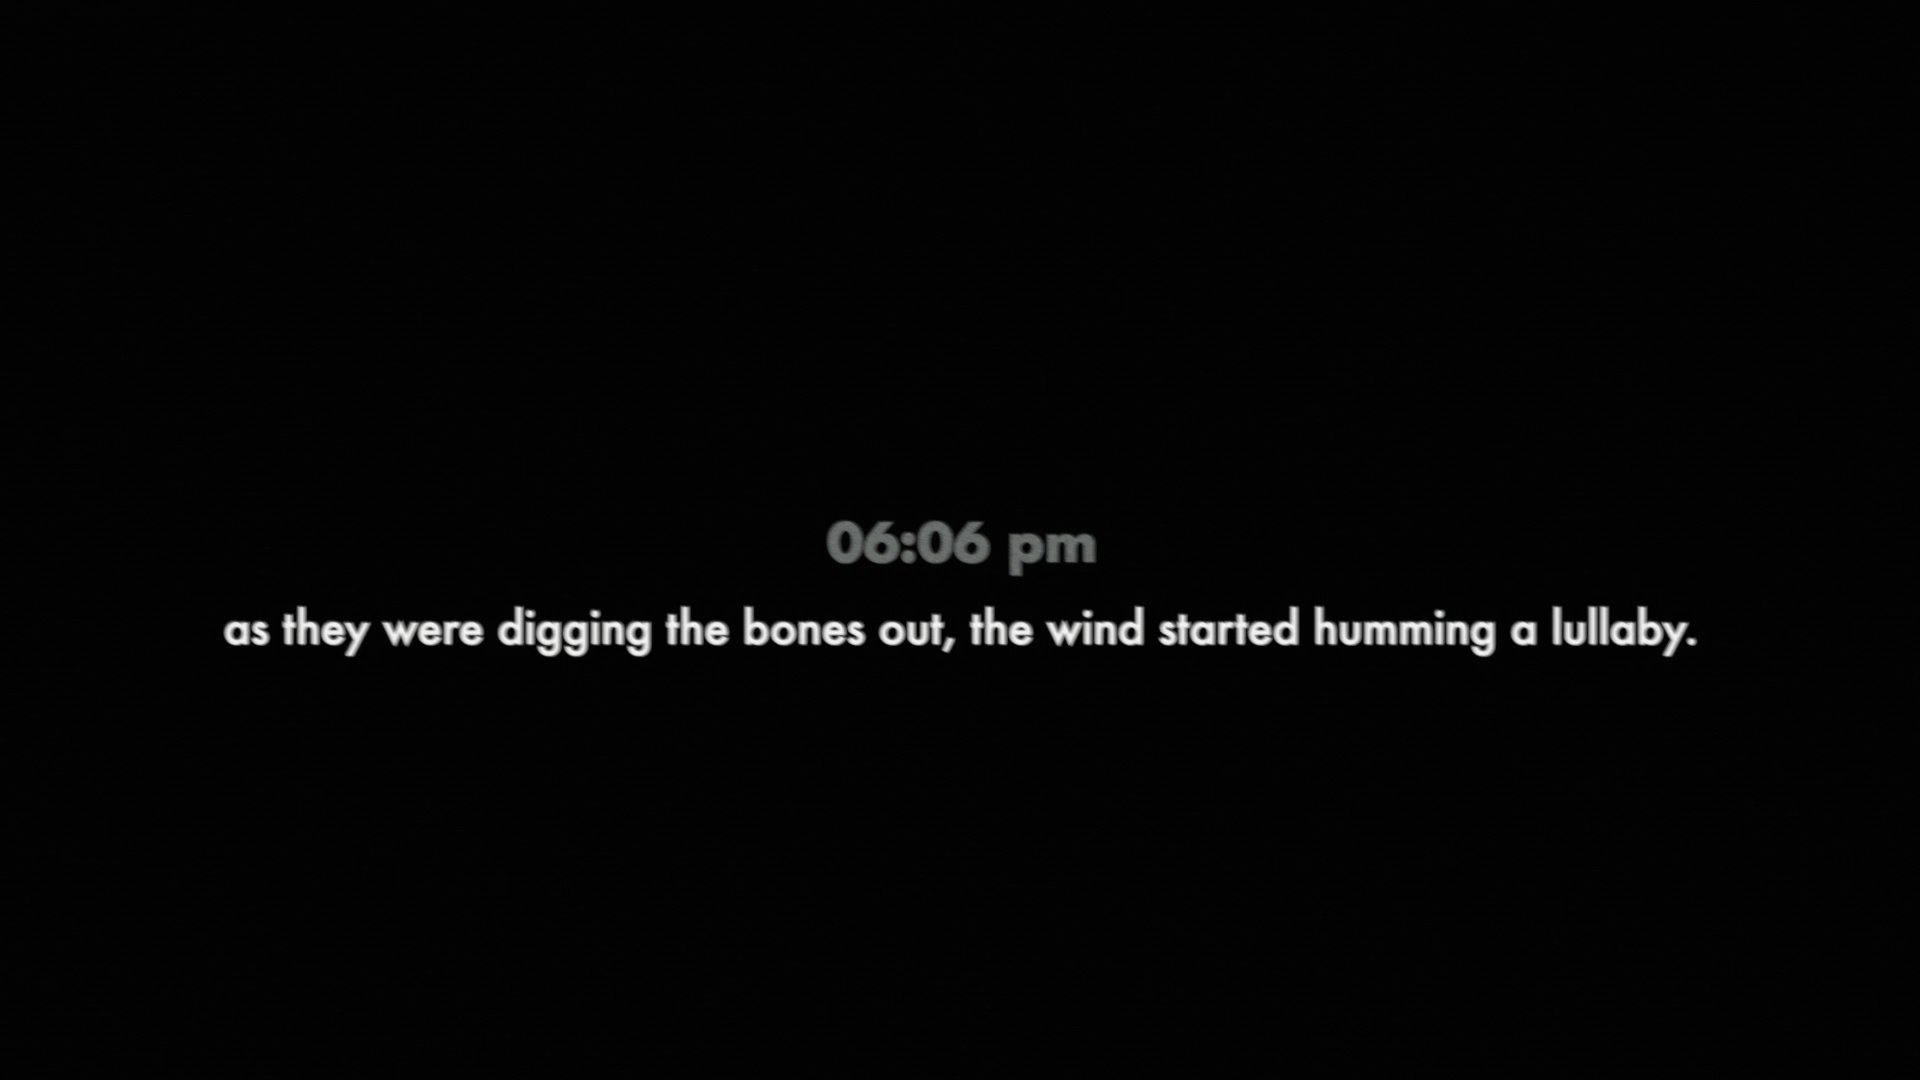 06:06 pm
as they were digging the bones out, the wind started humming a lullaby.